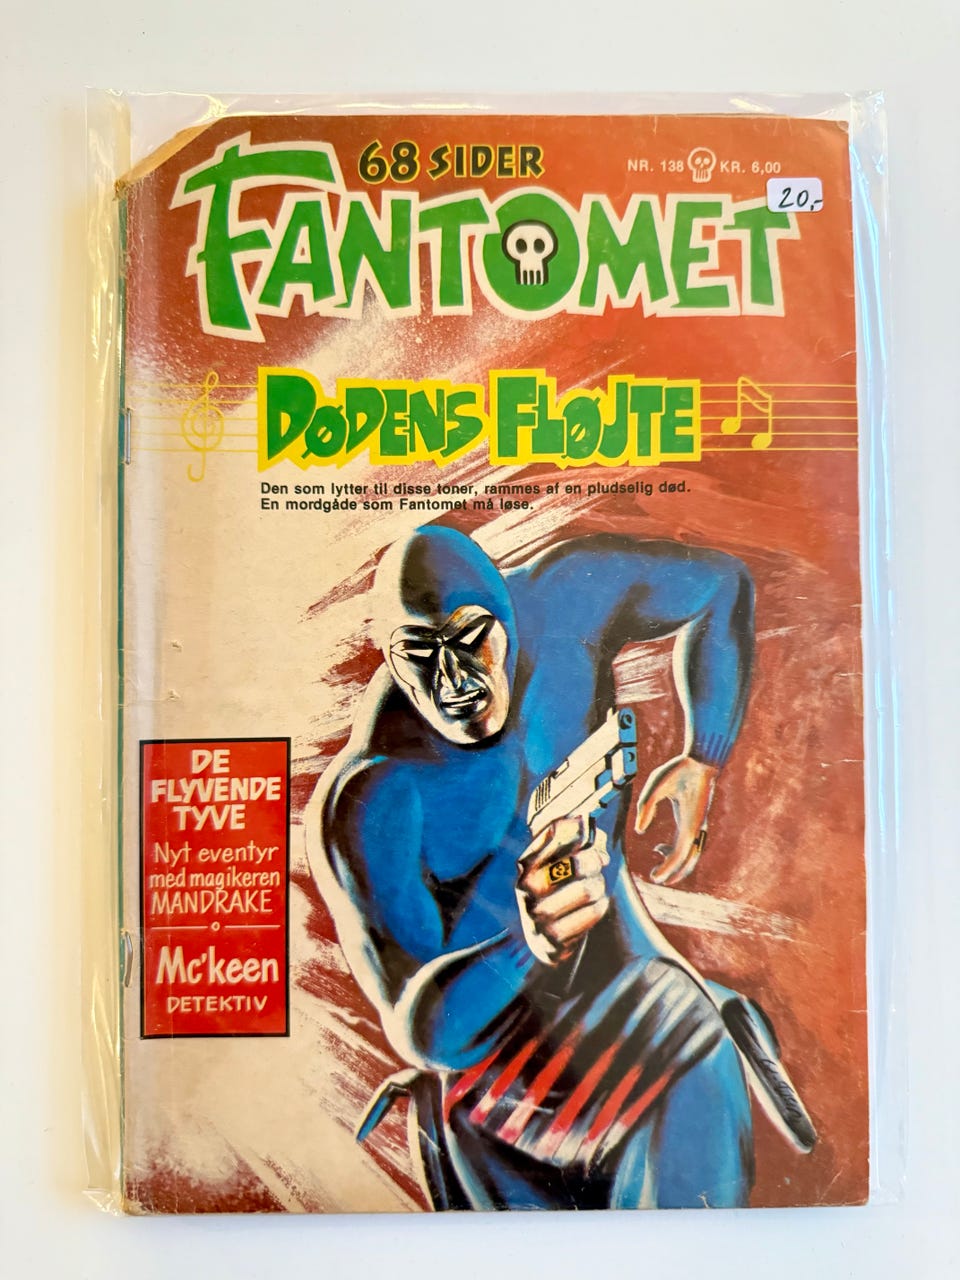 68 SIDER
NR. 138 KR. 6,00
20,-
FANTOMET
DØDENS FLØJTE
Den som lytter til disse toner, rammes af en pludselig død.
En mordgåde som Fantomet må løse.
DE
FLYVENDE
TYVE
Nyt eventyr
med magikeren
MANDRAKE
Mc'keen
DETEKTIV